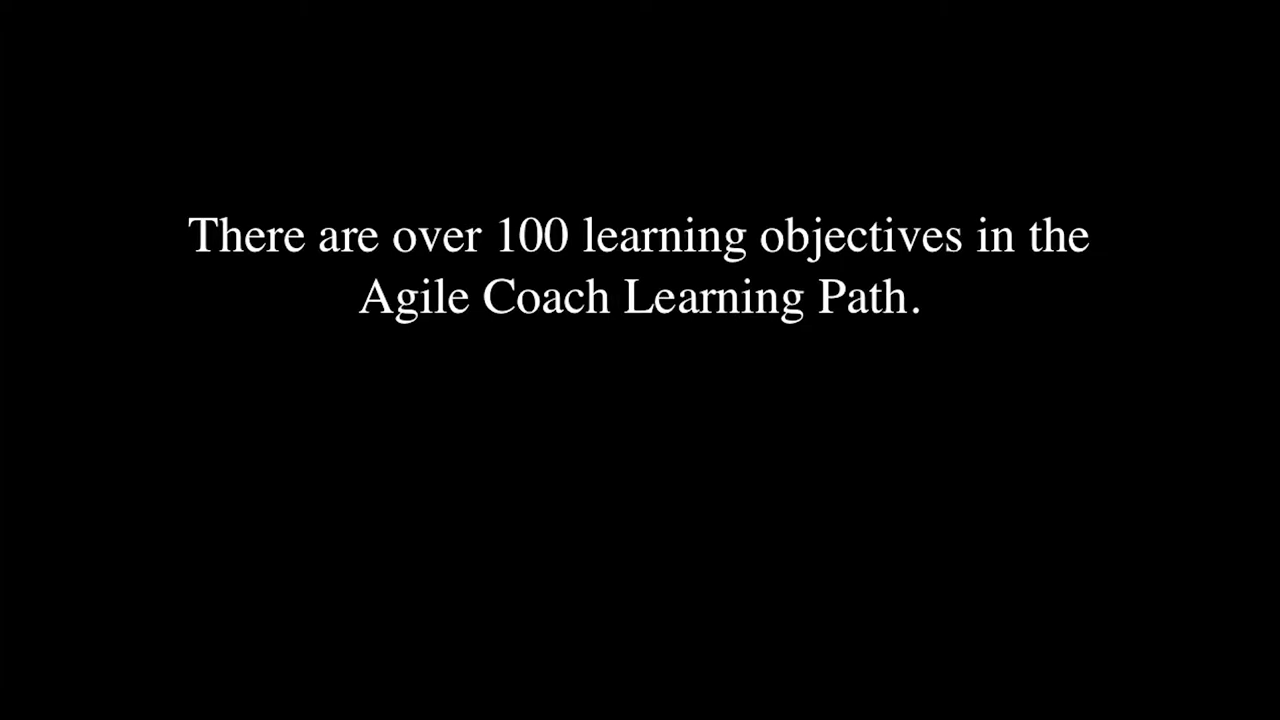 There are over 100 learning objectives in the
Agile Coach Learning Path.